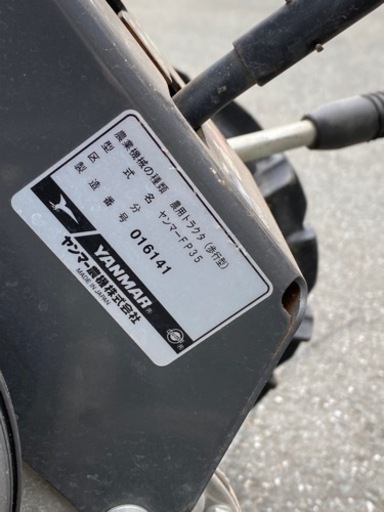 農業機械の種類 農用トラクタ (歩行型)
型式名 ヤンマーFP35
区分
製造番号 016141
YANMAR®
ヤンマー農機株式会社
MADE IN JAPAN